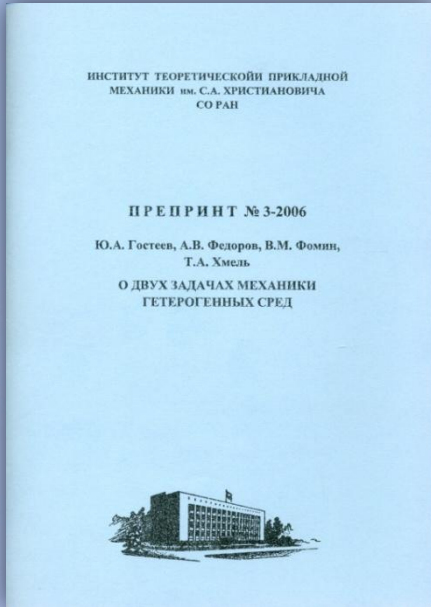 ИНСТИТУТ ТЕОРЕТИЧЕСКОЙИ ПРИКЛАДНОЙ
МЕХАНИКИ им. С.А. ХРИСТИАНОВИЧА
СО РАН
ПРЕПРИНТ № 3-2006
Ю.А. Гостеев, А.В. Федоров, В.М. Фомин,
Т.А. Хмель
О ДВУХ ЗАДАЧАХ МЕХАНИКИ
ГЕТЕРОГЕННЫХ СРЕД